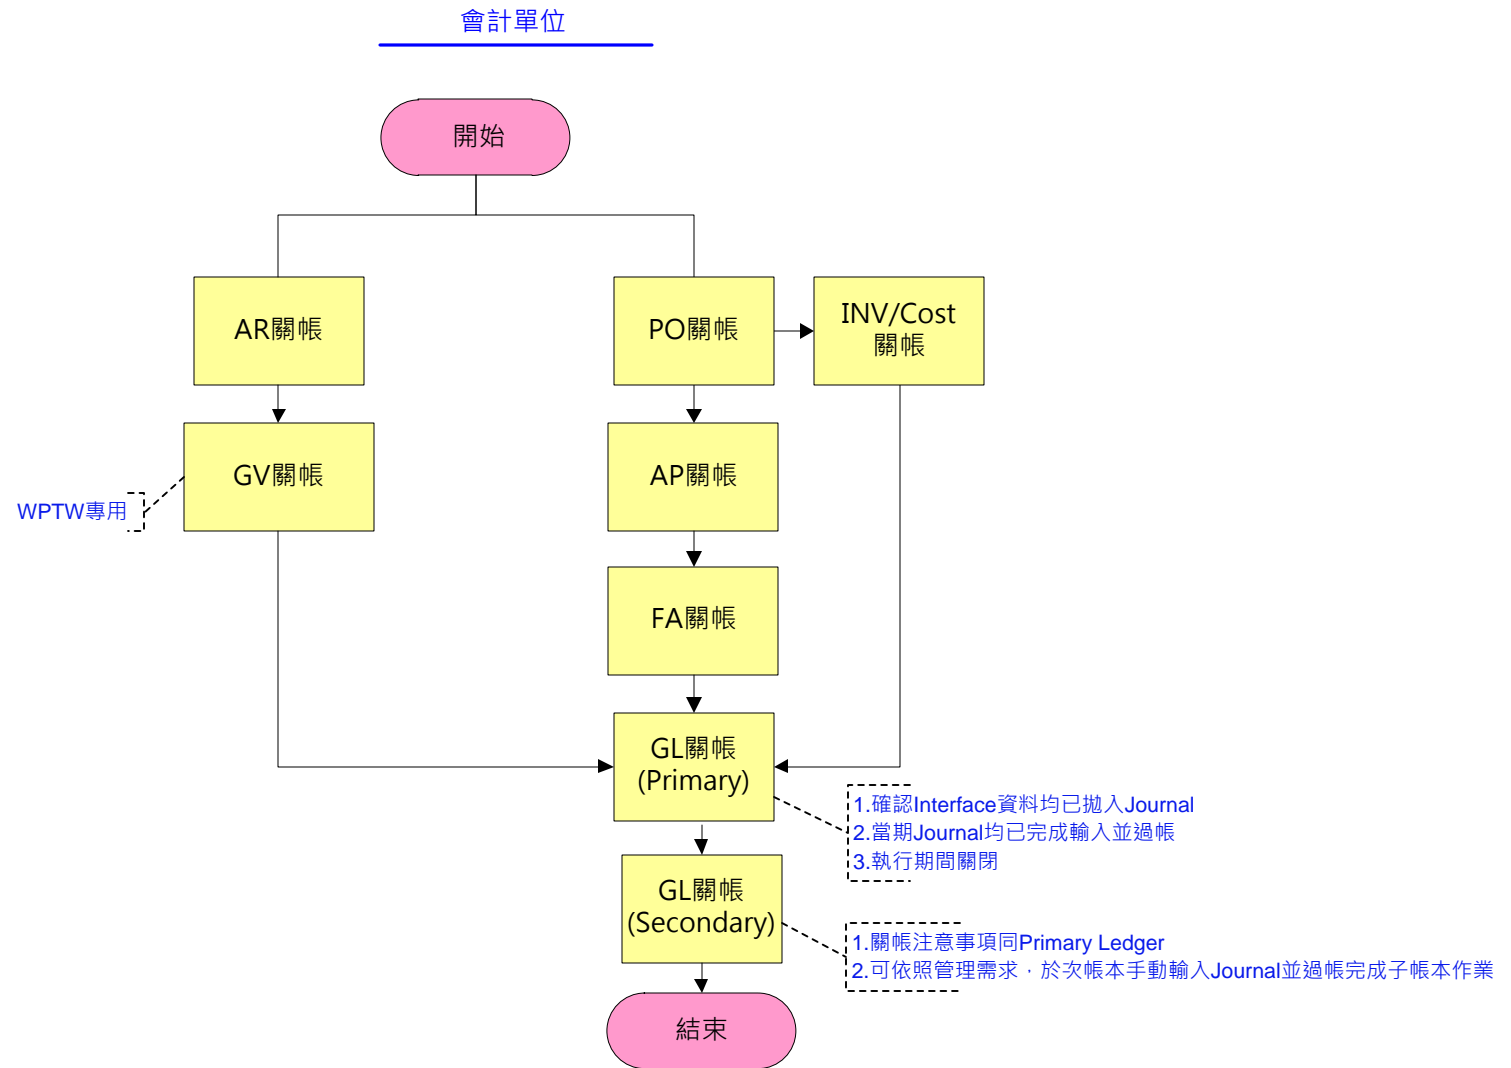 會計單位
開始
AR關帳
PO關帳
INV/Cost
關帳
GV關帳
AP關帳
WPTW專用
FA關帳
GL關帳
(Primary)
1.確認Interface資料均已拋入Journal
2.當期Journal均已完成輸入並過帳
3.執行期間關閉
GL關帳
(Secondary)
1.關帳注意事項同Primary Ledger
2.可依照管理需求，於次帳本手動輸入Journal並過帳完成子帳本作業
結束